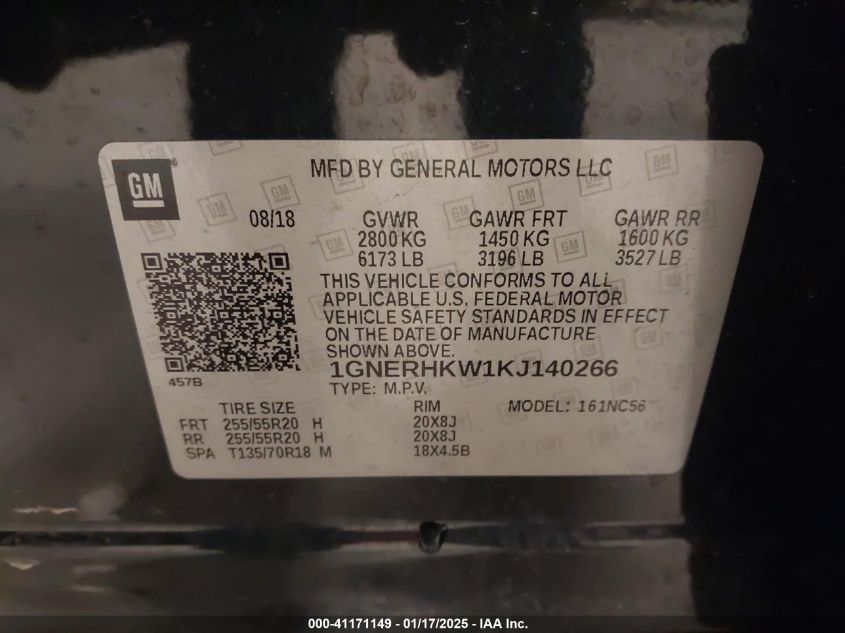 GM
MFD BY GENERAL MOTORS LLC
08/18 GVWR GAWR FRT GAWR RR
2800 KG 1450 KG 1600 KG
6173 LB 3196 LB 3527 LB
THIS VEHICLE CONFORMS TO ALL
APPLICABLE U.S. FEDERAL MOTOR
VEHICLE SAFETY STANDARDS IN EFFECT
ON THE DATE OF MANUFACTURE
SHOWN ABOVE.
457B
1GNERHKW1KJ140266
TYPE: M.P.V.
TIRE SIZE RIM MODEL: 161NC56
FRT 255/55R20 H 20X8J
RR 255/55R20 H 20X8J
SPA T135/70R18 M 18X4.5B
000-41171149 — 01/17/2025 — IAA Inc.